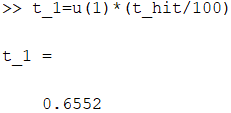 >> t_1=u(1)*(t_hit/100)
t_1 =
0.6552